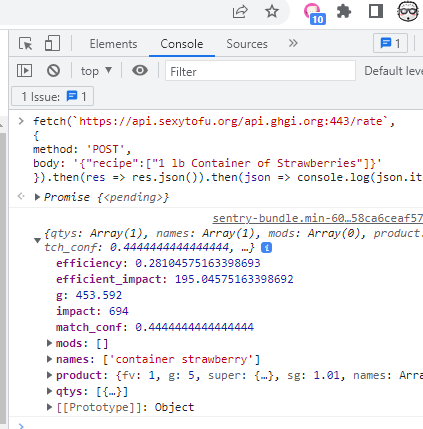 10
Elements Console Sources » 1
top Filter Default leve
1 Issue: 1
> fetch(`https://api.sexytofu.org/api.ghgi.org:443/rate`,
{
method: 'POST',
body: '{"recipe":["1 lb Container of Strawberries"]}'
}).then(res => res.json()).then(json => console.log(json.it
Promise {<pending>}
sentry-bundle.min-60…58ca6ceaf57
{qtys: Array(1), names: Array(1), mods: Array(0), product
tch_conf: 0.4444444444444444, …} i
efficiency: 0.28104575163398693
efficient_impact: 195.04575163398692
g: 453.592
impact: 694
match_conf: 0.4444444444444444
mods: []
names: ['container strawberry']
product: {fv: 1, g: 5, super: {…}, sg: 1.01, names: Arra
qtys: [{…}]
[[Prototype]]: Object
>